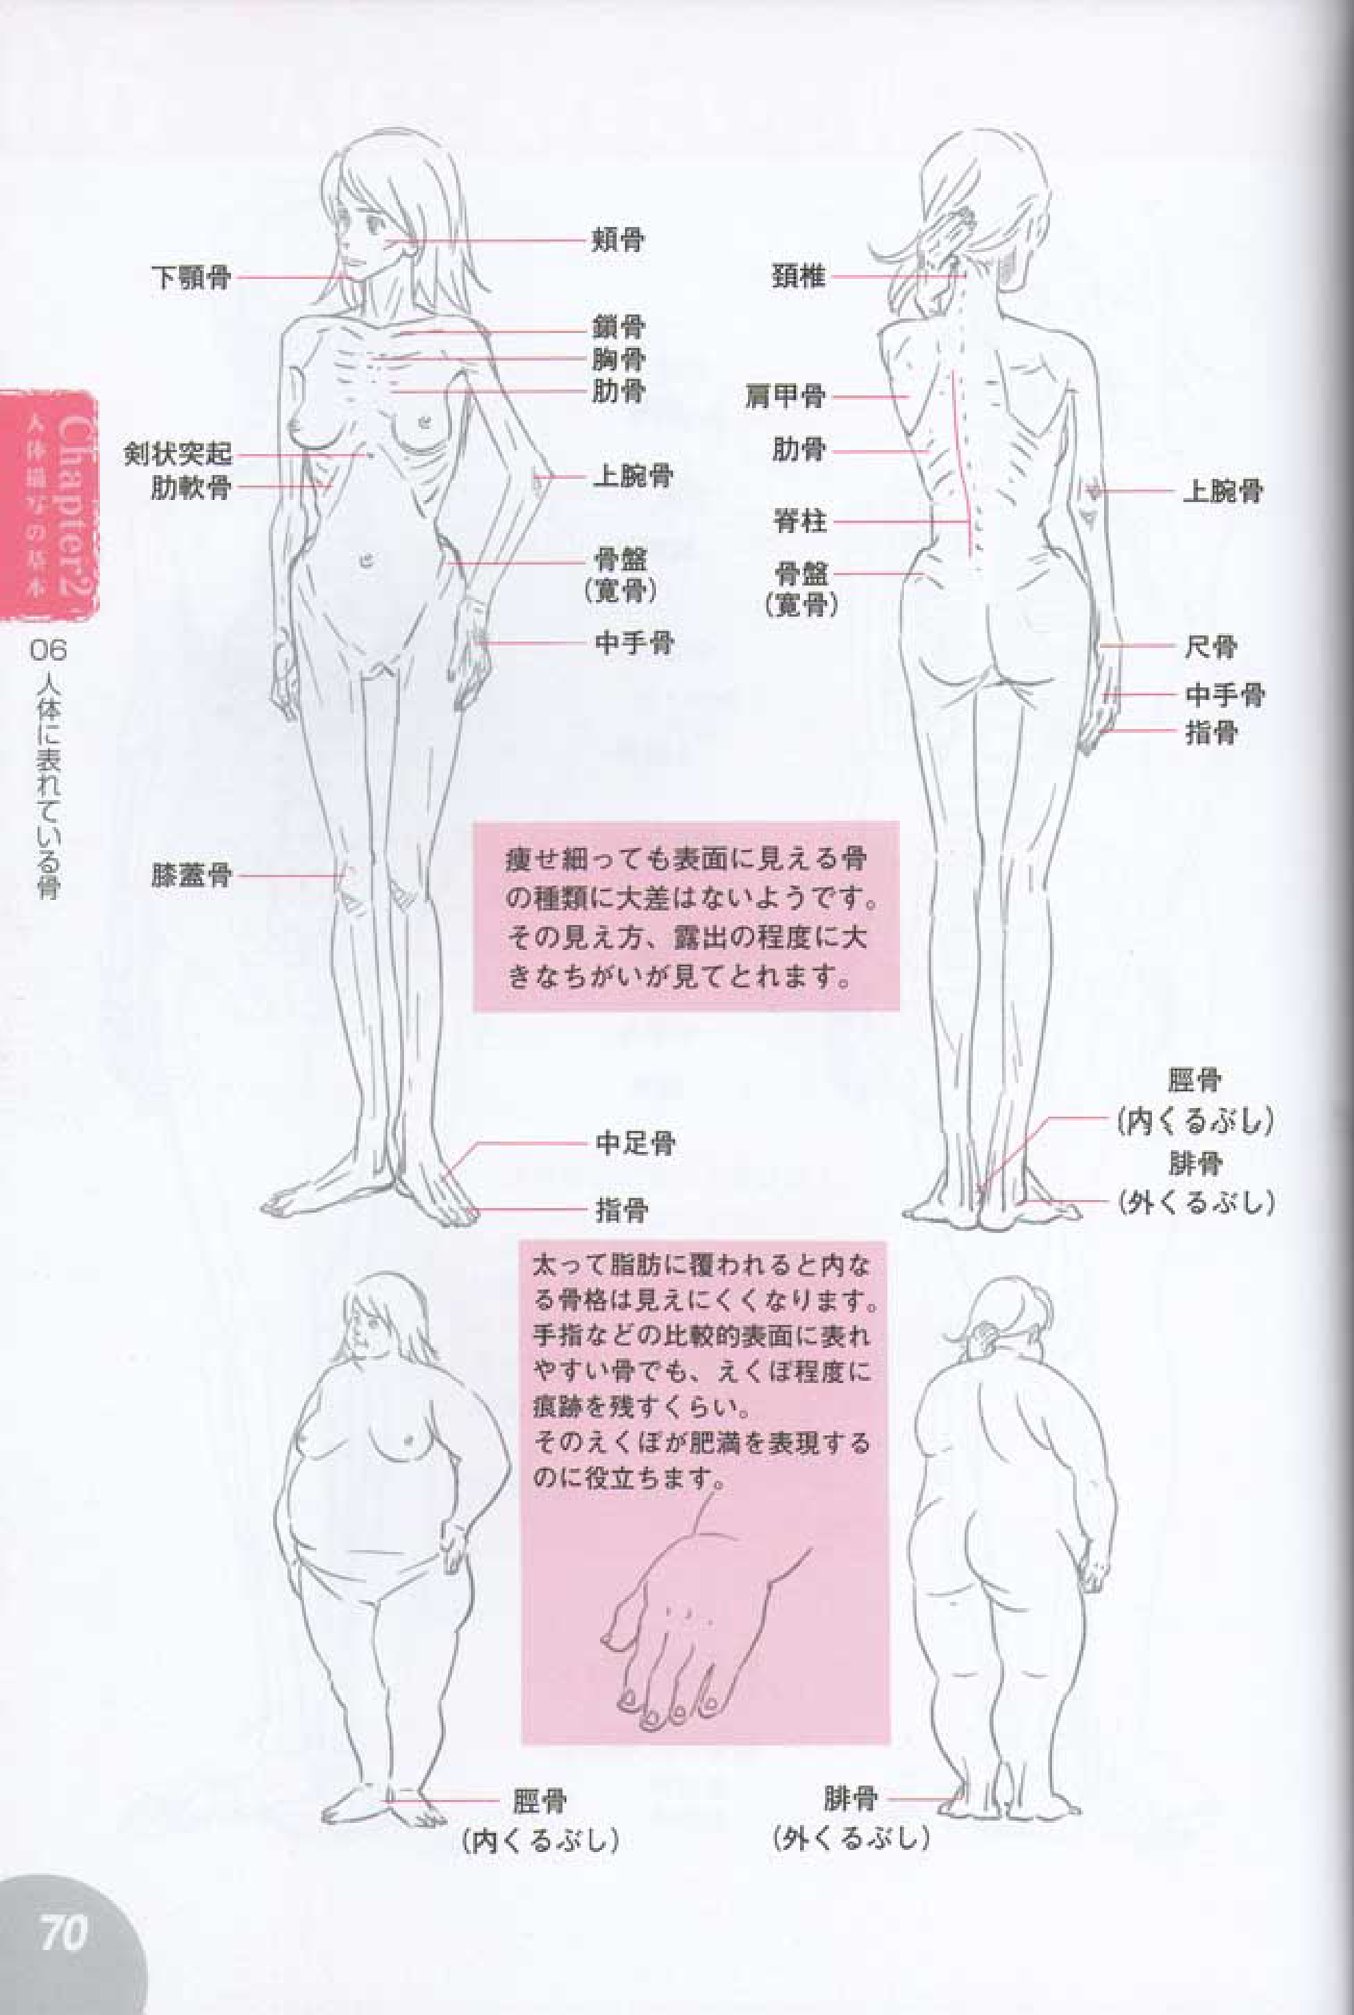 Chapter2
人体描写の基本
06 人体に表れている骨
頬骨
下顎骨
鎖骨
胸骨
肋骨
剣状突起
肋軟骨
上腕骨
骨盤
(寛骨)
中手骨
膝蓋骨
中足骨
指骨
頚椎
肩甲骨
肋骨
脊柱
骨盤
(寛骨)
上腕骨
尺骨
中手骨
指骨
脛骨
(内くるぶし)
腓骨
(外くるぶし)
痩せ細っても表面に見える骨
の種類に大差はないようです。
その見え方、露出の程度に大
きなちがいが見てとれます。
太って脂肪に覆われると内な
る骨格は見えにくくなります。
手指などの比較的表面に表れ
やすい骨でも、えくぼ程度に
痕跡を残すくらい。
そのえくぼが肥満を表現する
のに役立ちます。
脛骨
(内くるぶし)
腓骨
(外くるぶし)
70